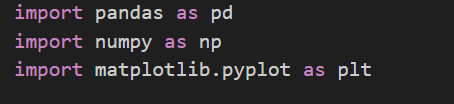 import pandas as pd
import numpy as np
import matplotlib.pyplot as plt